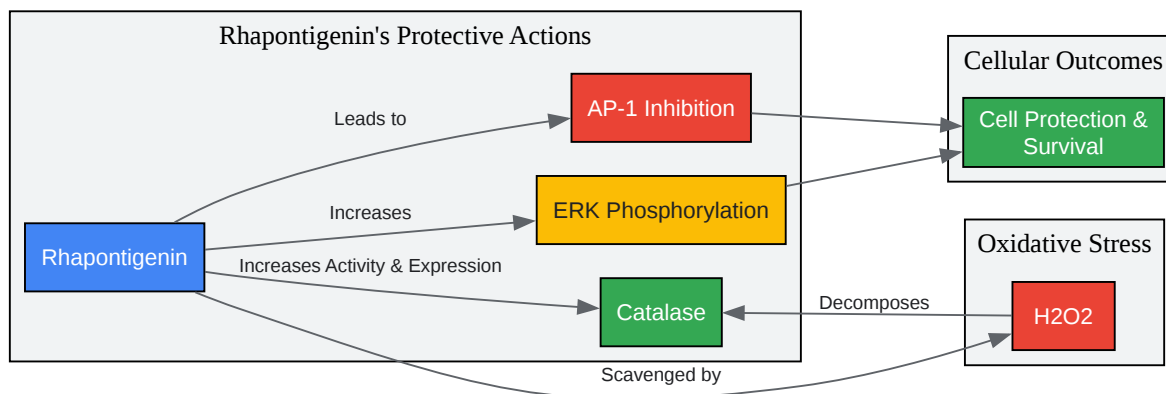 Rhapontigenin's Protective Actions
Cellular Outcomes
AP-1 Inhibition
Leads to
Cell Protection &
Survival
Increases
ERK Phosphorylation
Rhapontigenin
Oxidative Stress
Increases Activity & Expression
Catalase
Decomposes
H2O2
Scavenged by